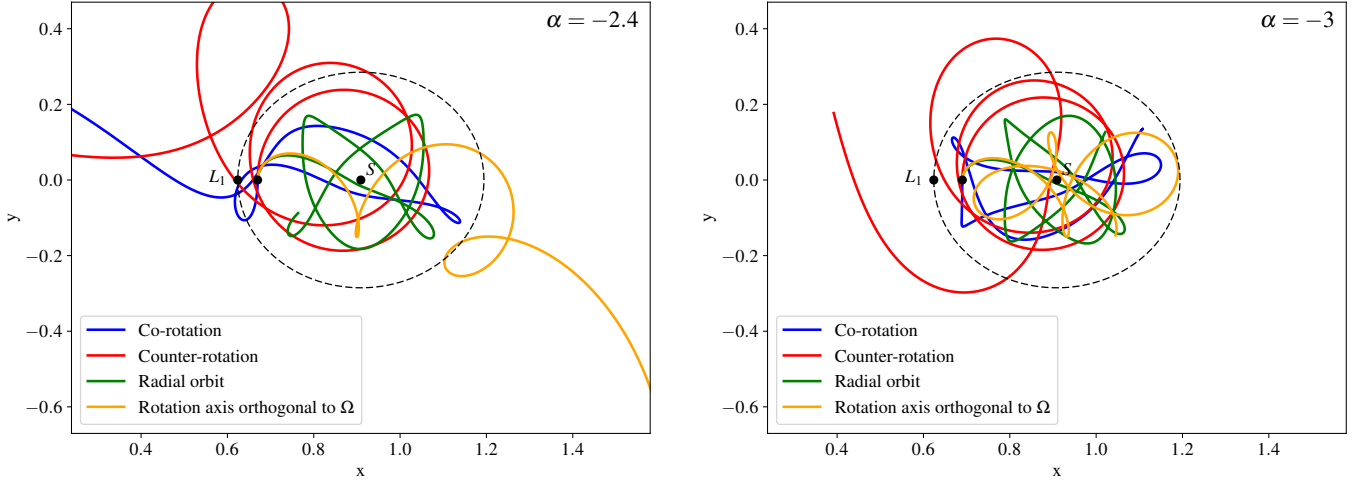 α = −2.4
0.4
0.2
0.0
−0.2
−0.4
−0.6
y
L1
S
Co-rotation
Counter-rotation
Radial orbit
Rotation axis orthogonal to Ω
0.4 0.6 0.8 1.0 1.2 1.4
x
α = −3
0.4
0.2
0.0
−0.2
−0.4
−0.6
y
L1
S
Co-rotation
Counter-rotation
Radial orbit
Rotation axis orthogonal to Ω
0.4 0.6 0.8 1.0 1.2 1.4
x